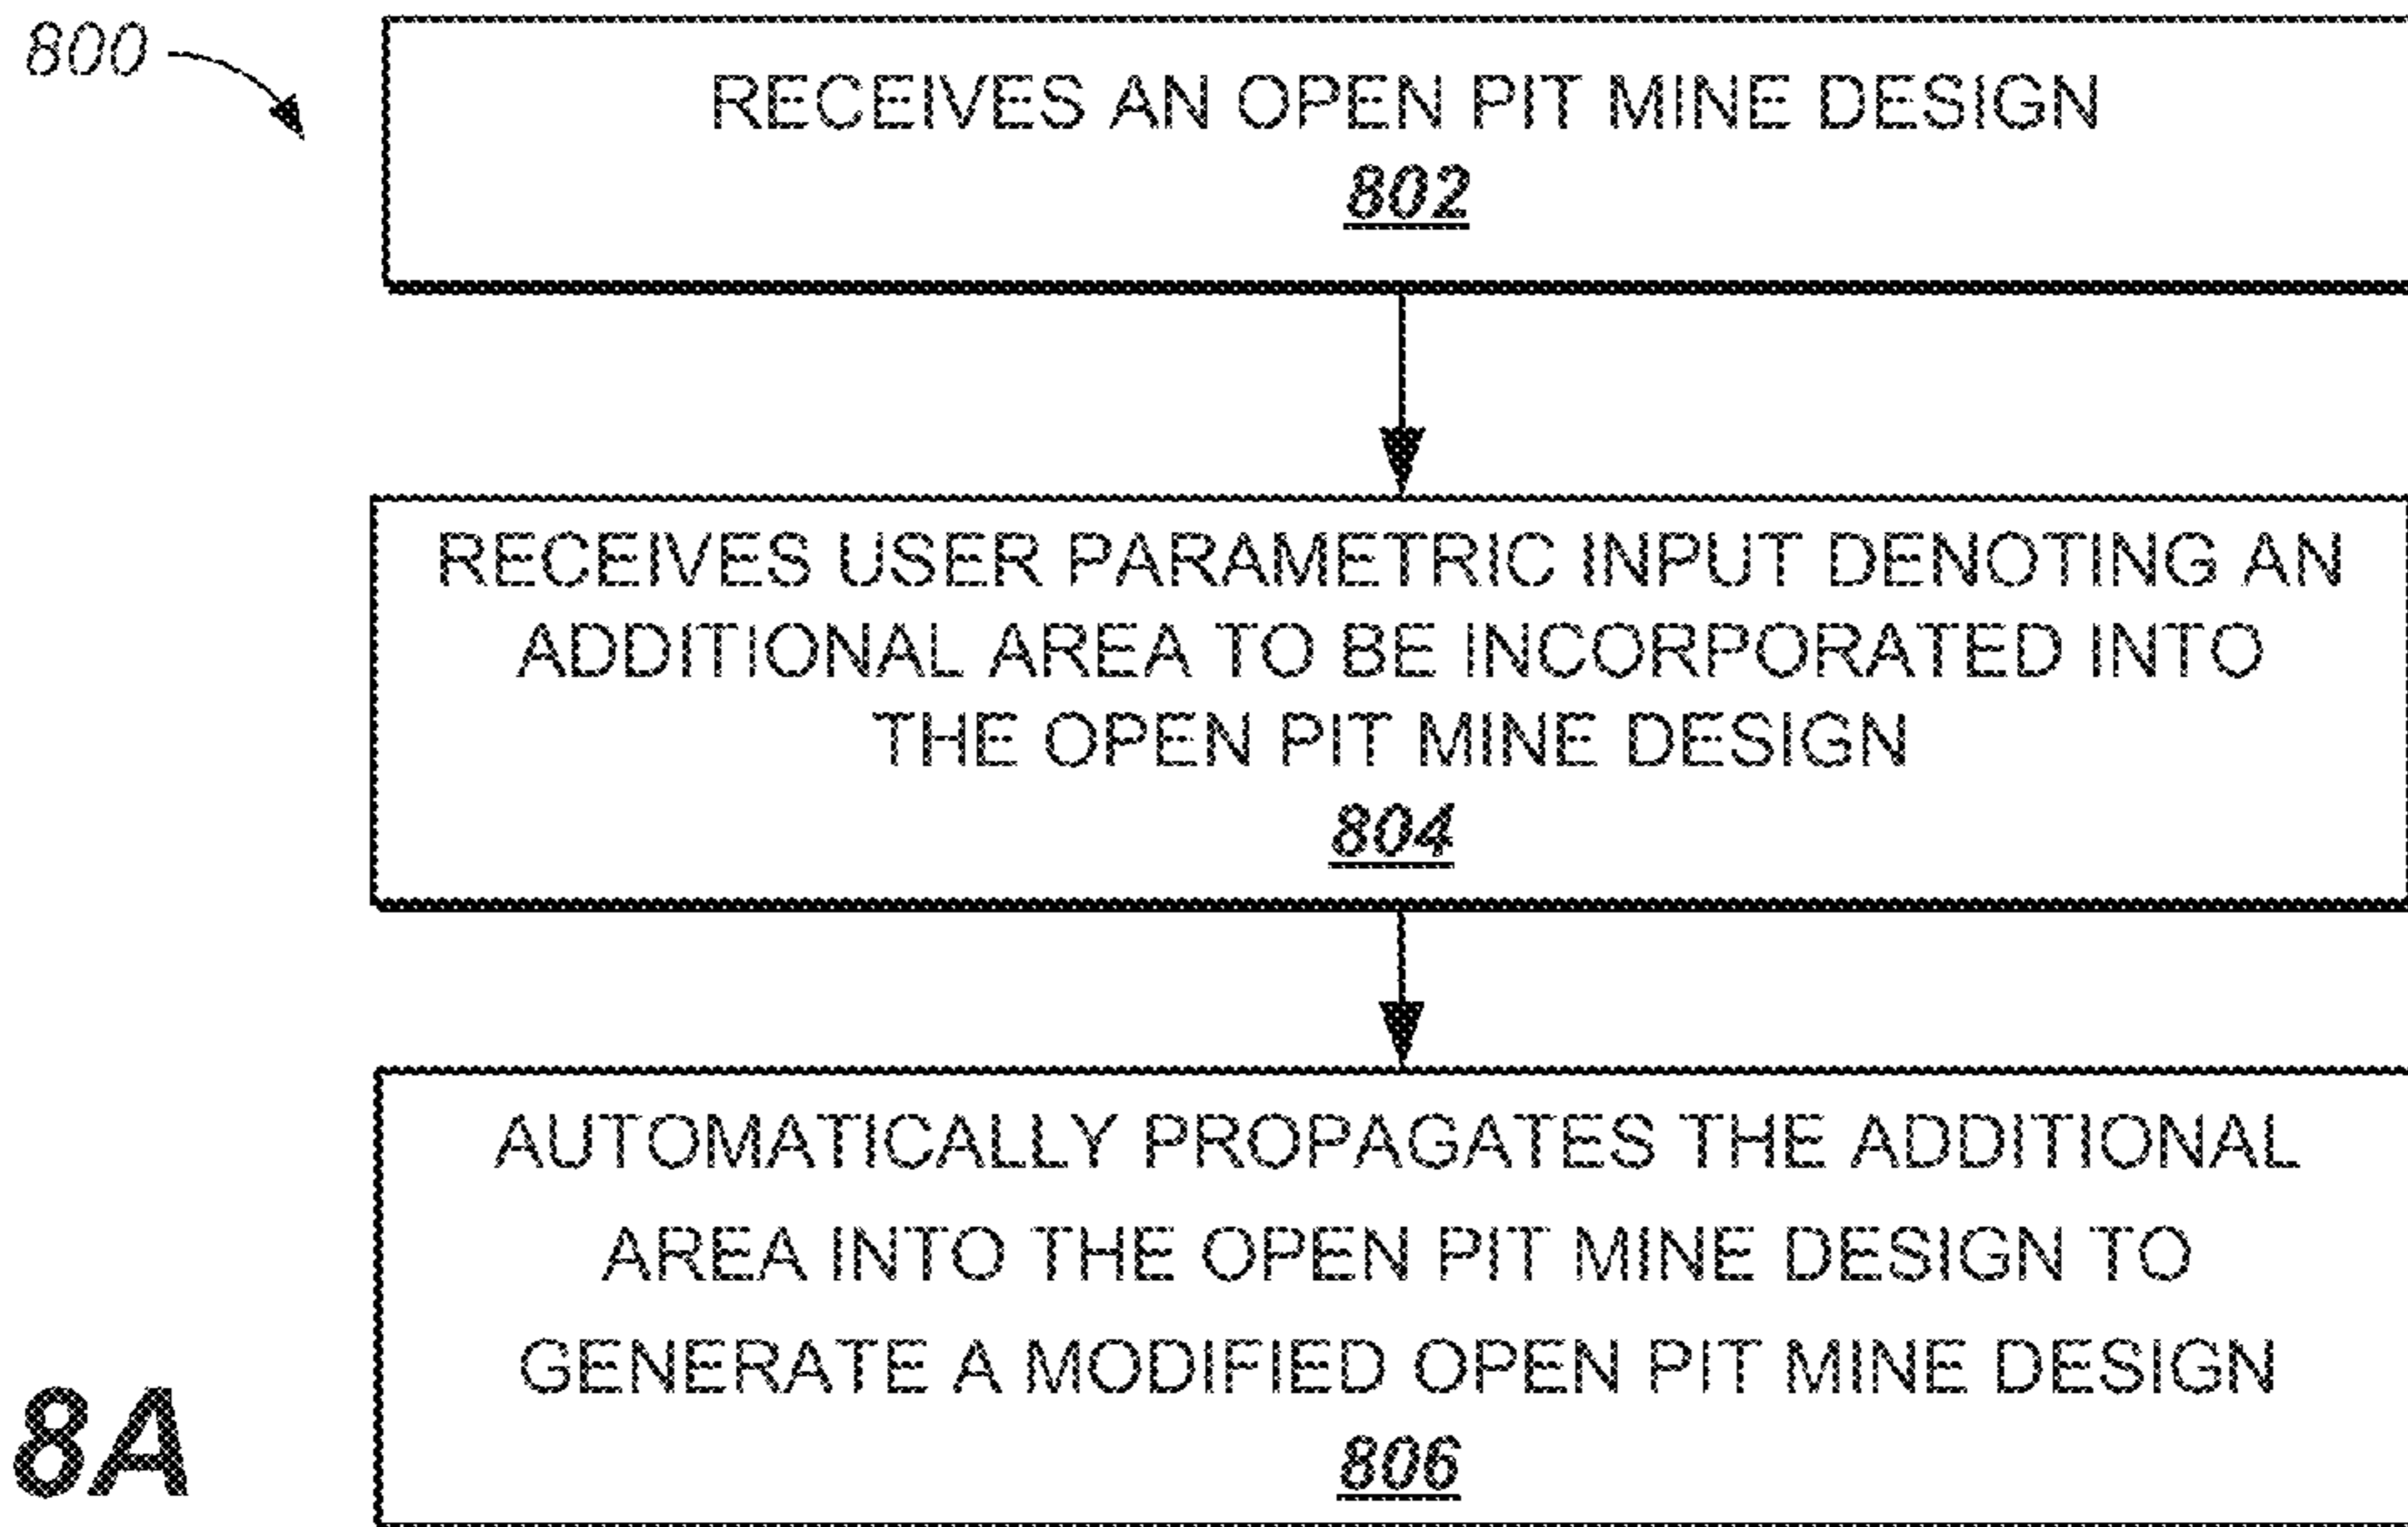 800
RECEIVES AN OPEN PIT MINE DESIGN
802
RECEIVES USER PARAMETRIC INPUT DENOTING AN
ADDITIONAL AREA TO BE INCORPORATED INTO
THE OPEN PIT MINE DESIGN
804
AUTOMATICALLY PROPAGATES THE ADDITIONAL
AREA INTO THE OPEN PIT MINE DESIGN TO
GENERATE A MODIFIED OPEN PIT MINE DESIGN
806
8A